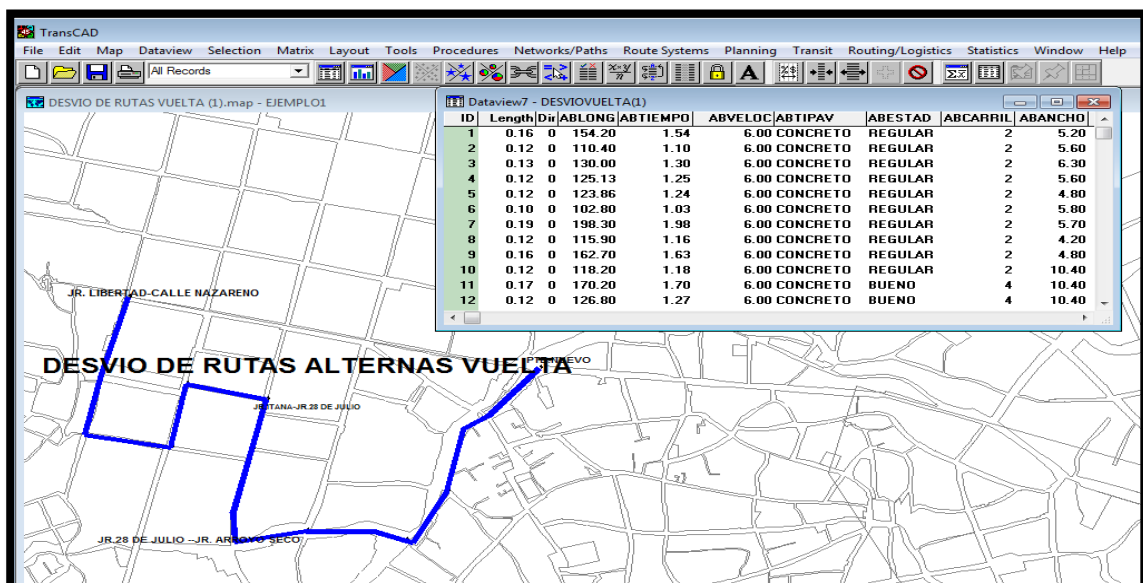 TransCAD
File Edit Map Dataview Selection Matrix Layout Tools Procedures Networks/Paths Route Systems Planning Transit Routing/Logistics Statistics Window Help
All Records
DESVIO DE RUTAS VUELTA (1).map - EJEMPLO1
Dataview7 - DESVIOVUELTA(1)
ID Length Dir ABLONG ABTIEMPO ABVELOC ABTIPAV ABESTAD ABCARRIL ABANCHO
1 0.16 0 154.20 1.54 6.00 CONCRETO REGULAR 2 5.20
2 0.12 0 110.40 1.10 6.00 CONCRETO REGULAR 2 5.60
3 0.13 0 130.00 1.30 6.00 CONCRETO REGULAR 2 6.30
4 0.12 0 125.13 1.25 6.00 CONCRETO REGULAR 2 5.60
5 0.12 0 123.86 1.24 6.00 CONCRETO REGULAR 2 4.80
6 0.10 0 102.80 1.03 6.00 CONCRETO REGULAR 2 5.80
7 0.19 0 198.30 1.98 6.00 CONCRETO REGULAR 2 5.70
8 0.12 0 115.90 1.16 6.00 CONCRETO REGULAR 2 4.20
9 0.16 0 162.70 1.63 6.00 CONCRETO REGULAR 2 4.80
10 0.12 0 118.20 1.18 6.00 CONCRETO REGULAR 2 10.40
11 0.17 0 170.20 1.70 6.00 CONCRETO BUENO 4 10.40
12 0.12 0 126.80 1.27 6.00 CONCRETO BUENO 4 10.40
JR. LIBERTAD-CALLE NAZARENO
DESVIO DE RUTAS ALTERNAS VUELTA
28 DE JULIO
JR.28 DE JULIO --JR. ARROYO SECO